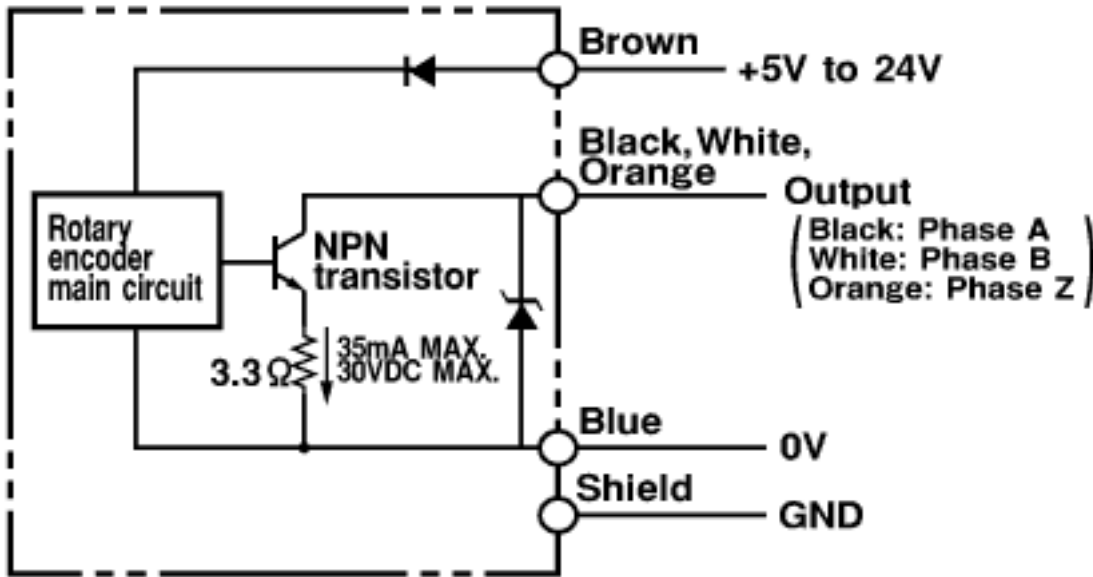 Brown
+5V to 24V
Black, White,
Orange
Output
(Black: Phase A
White: Phase B
Orange: Phase Z)
Rotary
encoder
main circuit
NPN
transistor
3.3Ω
35mA MAX.
30VDC MAX.
Blue
0V
Shield
GND